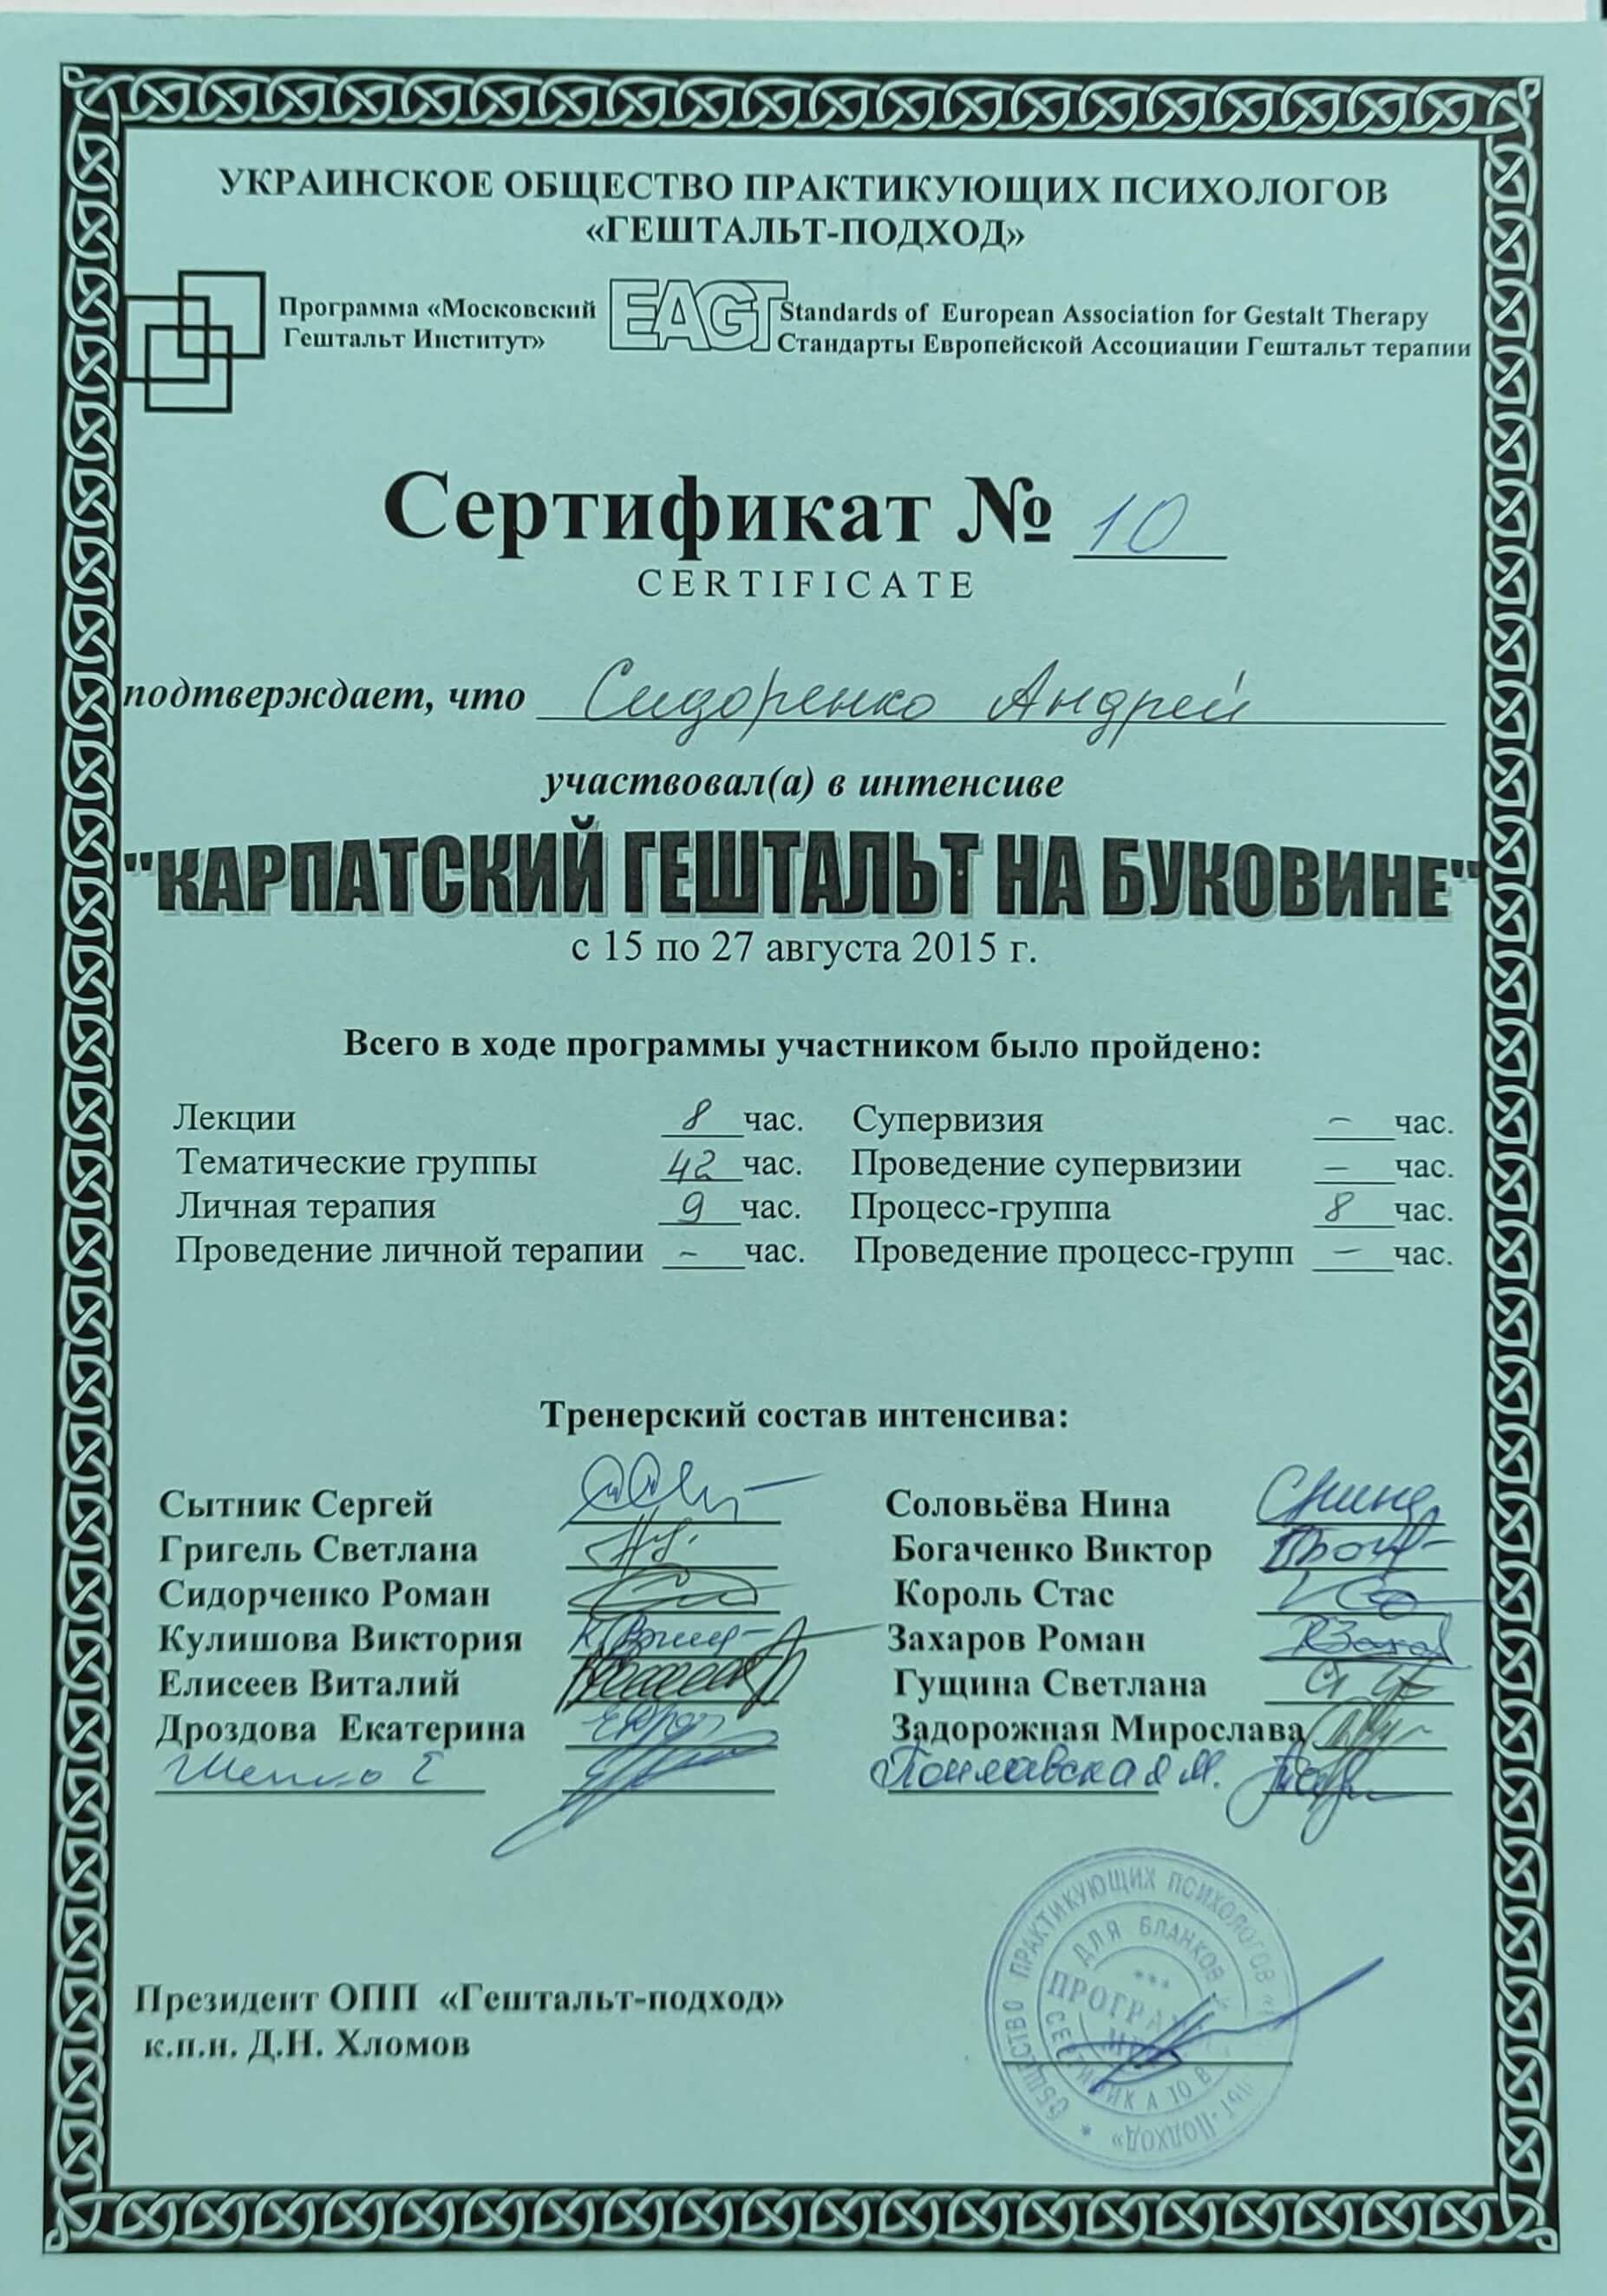 УКРАИНСКОЕ ОБЩЕСТВО ПРАКТИКУЮЩИХ ПСИХОЛОГОВ
«ГЕШТАЛЬТ-ПОДХОД»
Программа «Московский
Гештальт Институт»
EAGT
Standards of European Association for Gestalt Therapy
Стандарты Европейской Ассоциации Гештальт терапии
Сертификат № 10
CERTIFICATE
подтверждает, что Сидоренко Андрей
участвовал(а) в интенсиве
"КАРПАТСКИЙ ГЕШТАЛЬТ НА БУКОВИНЕ"
с 15 по 27 августа 2015 г.
Всего в ходе программы участником было пройдено:
Лекции 8 час. Супервизия – час.
Тематические группы 42 час. Проведение супервизии – час.
Личная терапия 9 час. Процесс-группа 8 час.
Проведение личной терапии – час. Проведение процесс-групп – час.
Тренерский состав интенсива:
Сытник Сергей Соловьёва Нина
Григель Светлана Богаченко Виктор
Сидорченко Роман Король Стас
Кулишова Виктория Захаров Роман
Елисеев Виталий Гущина Светлана
Дроздова Екатерина Задорожная Мирослава
М.
Президент ОПП «Гештальт-подход»
к.п.н. Д.Н. Хломов
ОБЩЕСТВО ПРАКТИКУЮЩИХ ПСИХОЛОГОВ
ДЛЯ БЛАНКОВ